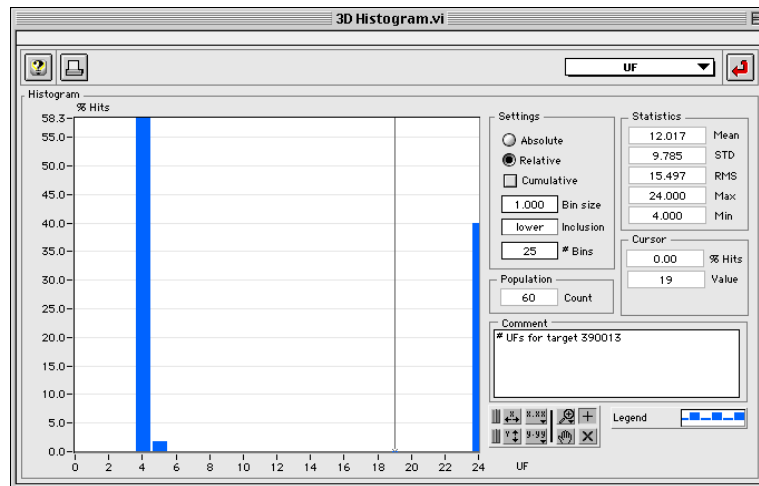 3D Histogram.vi
UF
Histogram
% Hits
58.3
55.0
50.0
45.0
40.0
35.0
30.0
25.0
20.0
15.0
10.0
5.0
0.0
0 2 4 6 8 10 12 14 16 18 20 22 24 UF
Settings
Absolute
Relative
Cumulative
1.000 Bin size
lower Inclusion
25 # Bins
Population
60 Count
Statistics
12.017 Mean
9.785 STD
15.497 RMS
24.000 Max
4.000 Min
Cursor
0.00 % Hits
19 Value
Comment
# UFs for target 390013
X X.XX
Y Y.YY
Legend